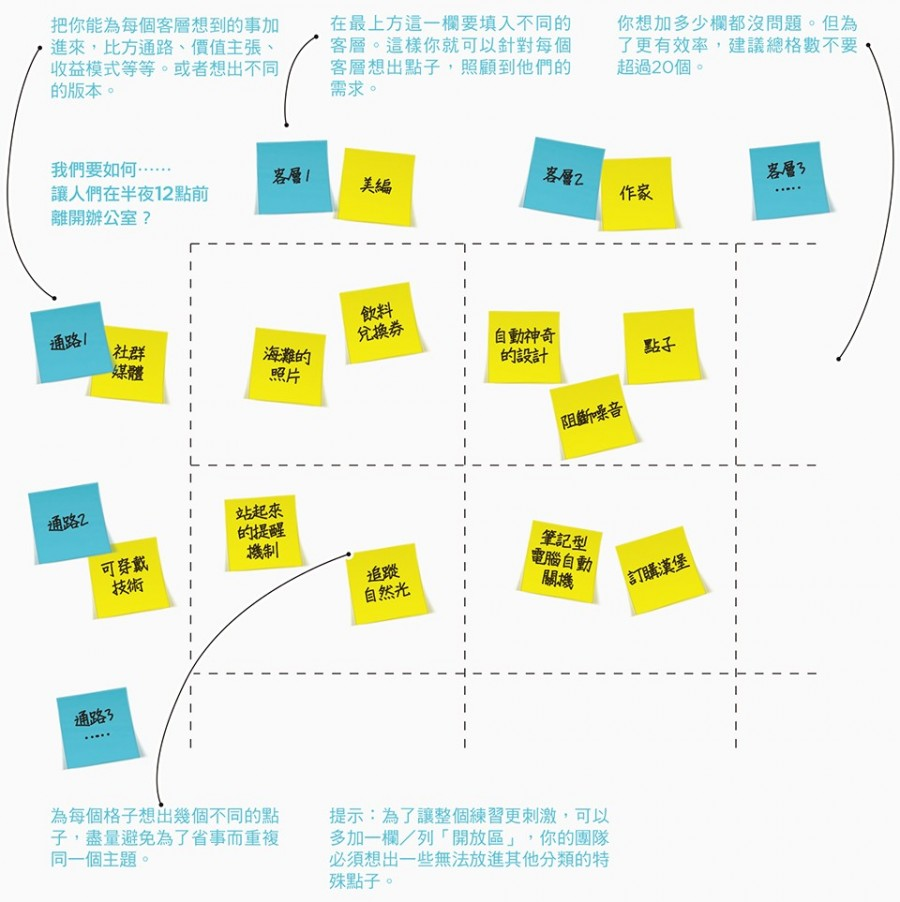 把你能為每個客層想到的事加
進來，比方通路、價值主張、
收益模式等等。或者想出不同
的版本。
在最上方這一欄要填入不同的
客層。這樣你就可以針對每個
客層想出點子，照顧到他們的
需求。
你想加多少欄都沒問題。但為
了更有效率，建議總格數不要
超過20個。
我們要如何……
讓人們在半夜12點前
離開辦公室？
客層1
美編
客層2
作家
客層3
.....
通路1
社群
媒體
海灘的
照片
飲料
兌換券
自動神奇
的設計
點子
阻斷噪音
通路2
可穿戴
技術
站起來
的提醒
機制
追蹤
自然光
筆記型
電腦自動
關機
訂購漢堡
通路3
.....
為每個格子想出幾個不同的點
子，盡量避免為了省事而重複
同一個主題。
提示：為了讓整個練習更刺激，可以
多加一欄／列「開放區」，你的團隊
必須想出一些無法放進其他分類的特
殊點子。